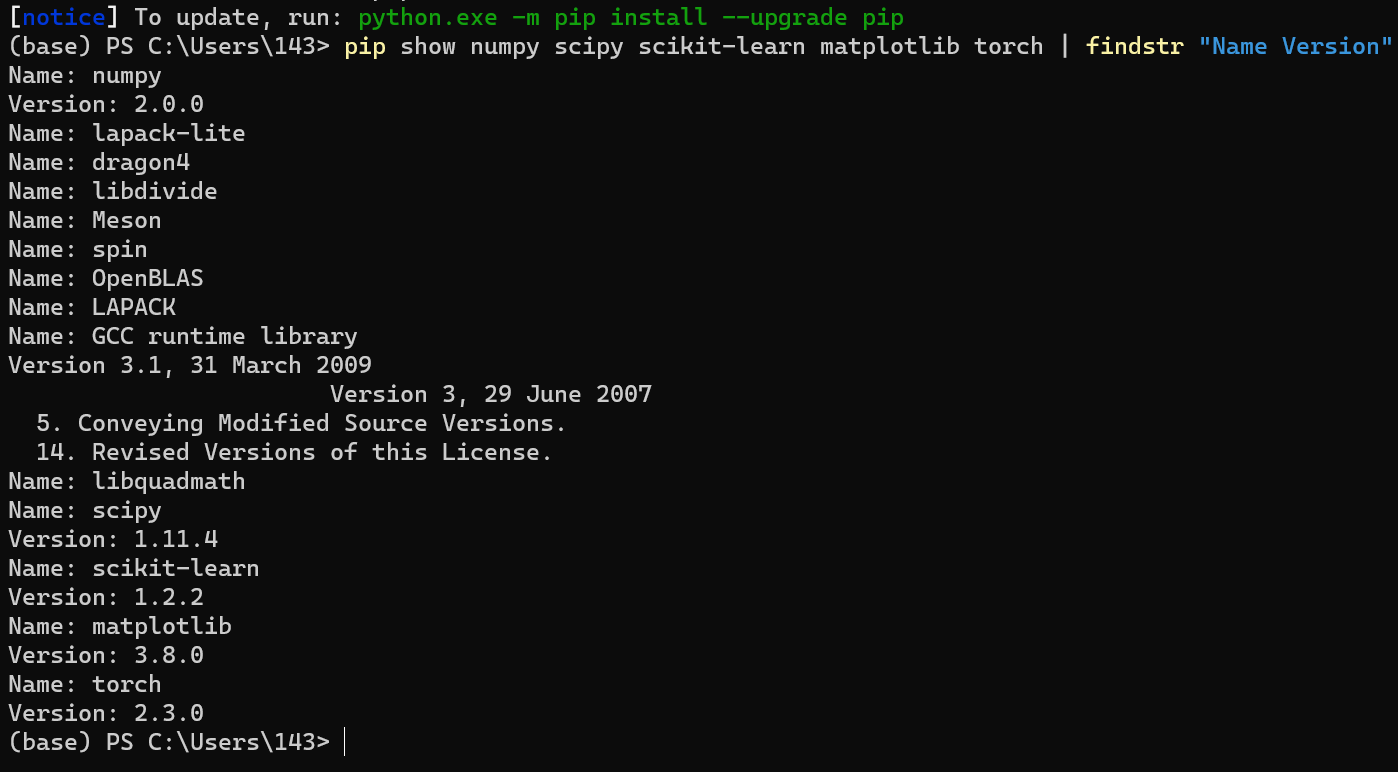 [notice] To update, run: python.exe -m pip install --upgrade pip
(base) PS C:\Users\143> pip show numpy scipy scikit-learn matplotlib torch | findstr "Name Version"
Name: numpy
Version: 2.0.0
Name: lapack-lite
Name: dragon4
Name: libdivide
Name: Meson
Name: spin
Name: OpenBLAS
Name: LAPACK
Name: GCC runtime library
Version 3.1, 31 March 2009
                       Version 3, 29 June 2007
  5. Conveying Modified Source Versions.
  14. Revised Versions of this License.
Name: libquadmath
Name: scipy
Version: 1.11.4
Name: scikit-learn
Version: 1.2.2
Name: matplotlib
Version: 3.8.0
Name: torch
Version: 2.3.0
(base) PS C:\Users\143>